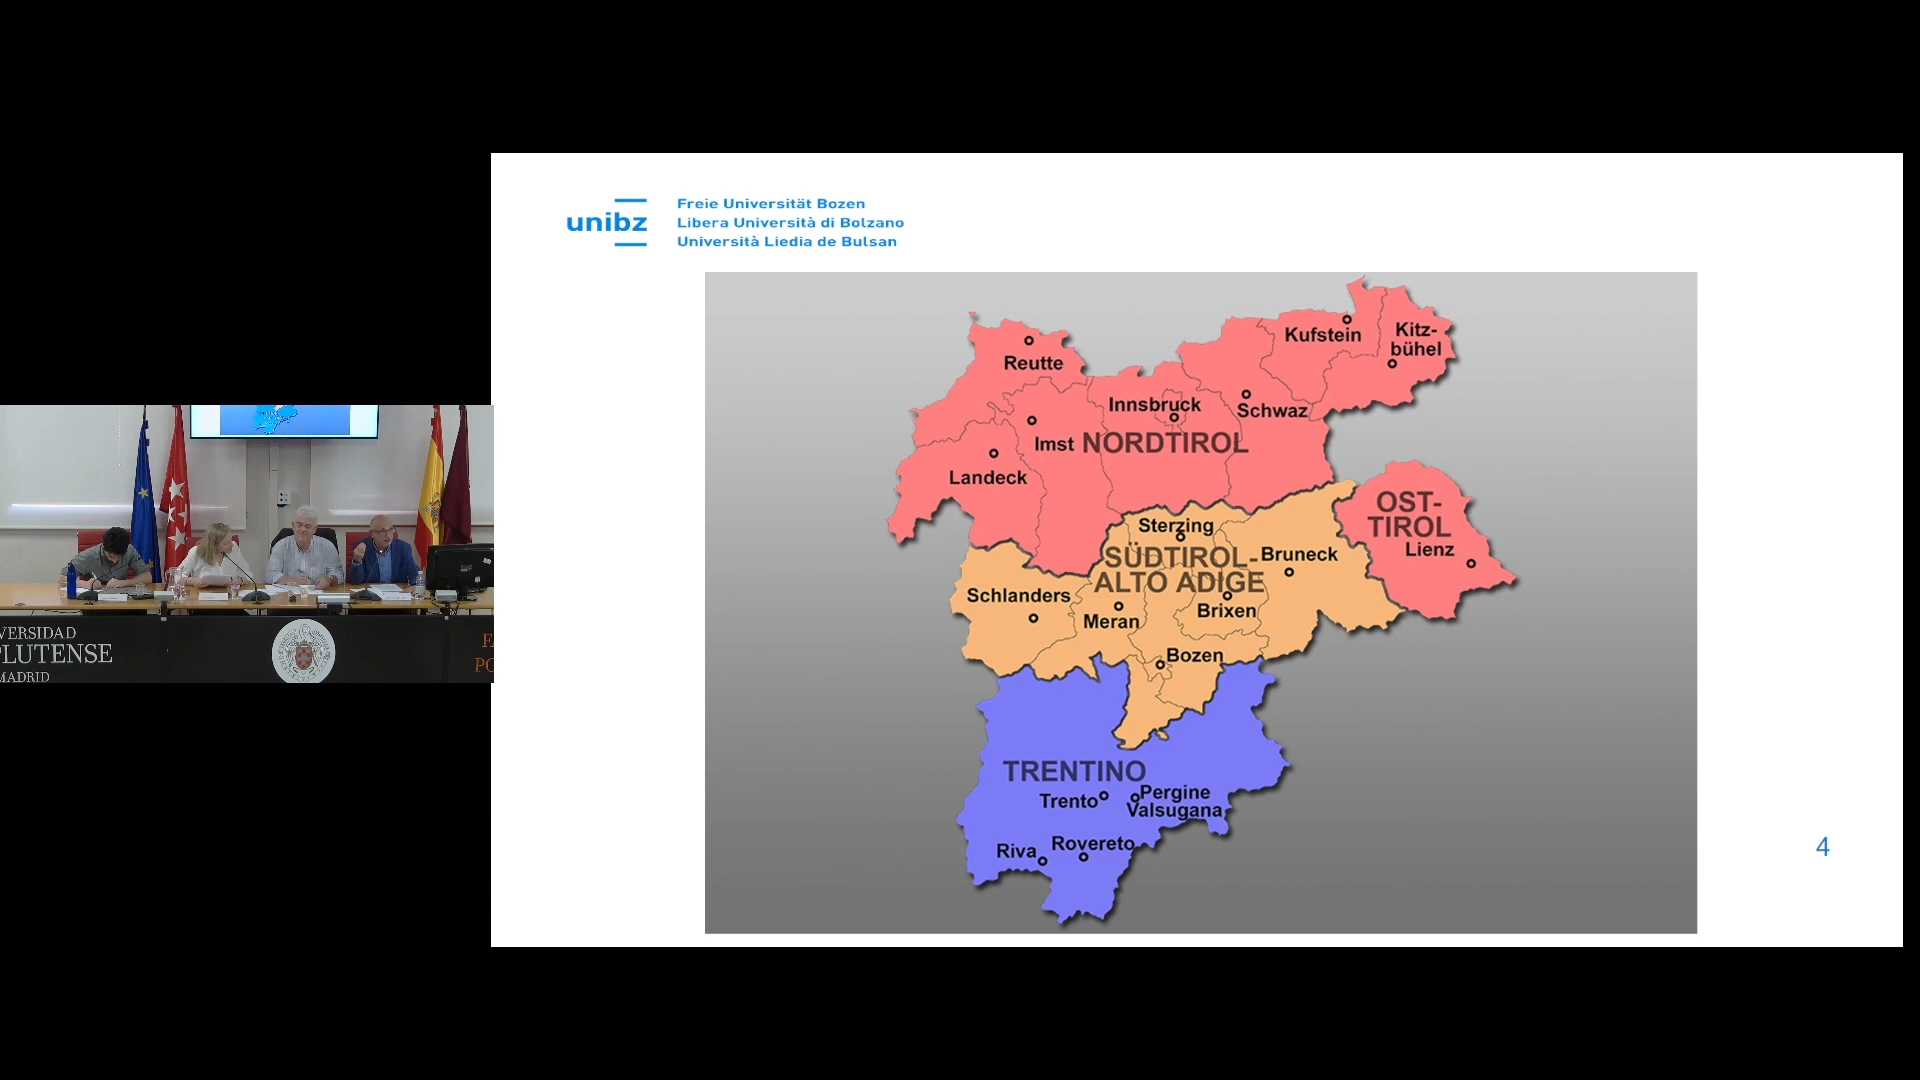 unibz
Freie Universität Bozen
Libera Università di Bolzano
Università Liedia de Bulsan
Reutte
Kufstein
Kitz-
bühel
Innsbruck
Schwaz
Imst
NORDTIROL
Landeck
OST-
TIROL
Lienz
Sterzing
SÜDTIROL-
ALTO ADIGE
Bruneck
Schlanders
Meran
Brixen
Bozen
TRENTINO
Trento
Pergine
Valsugana
Riva
Rovereto
4
VERSIDAD
PLUTENSE
MADRID
FA
PO